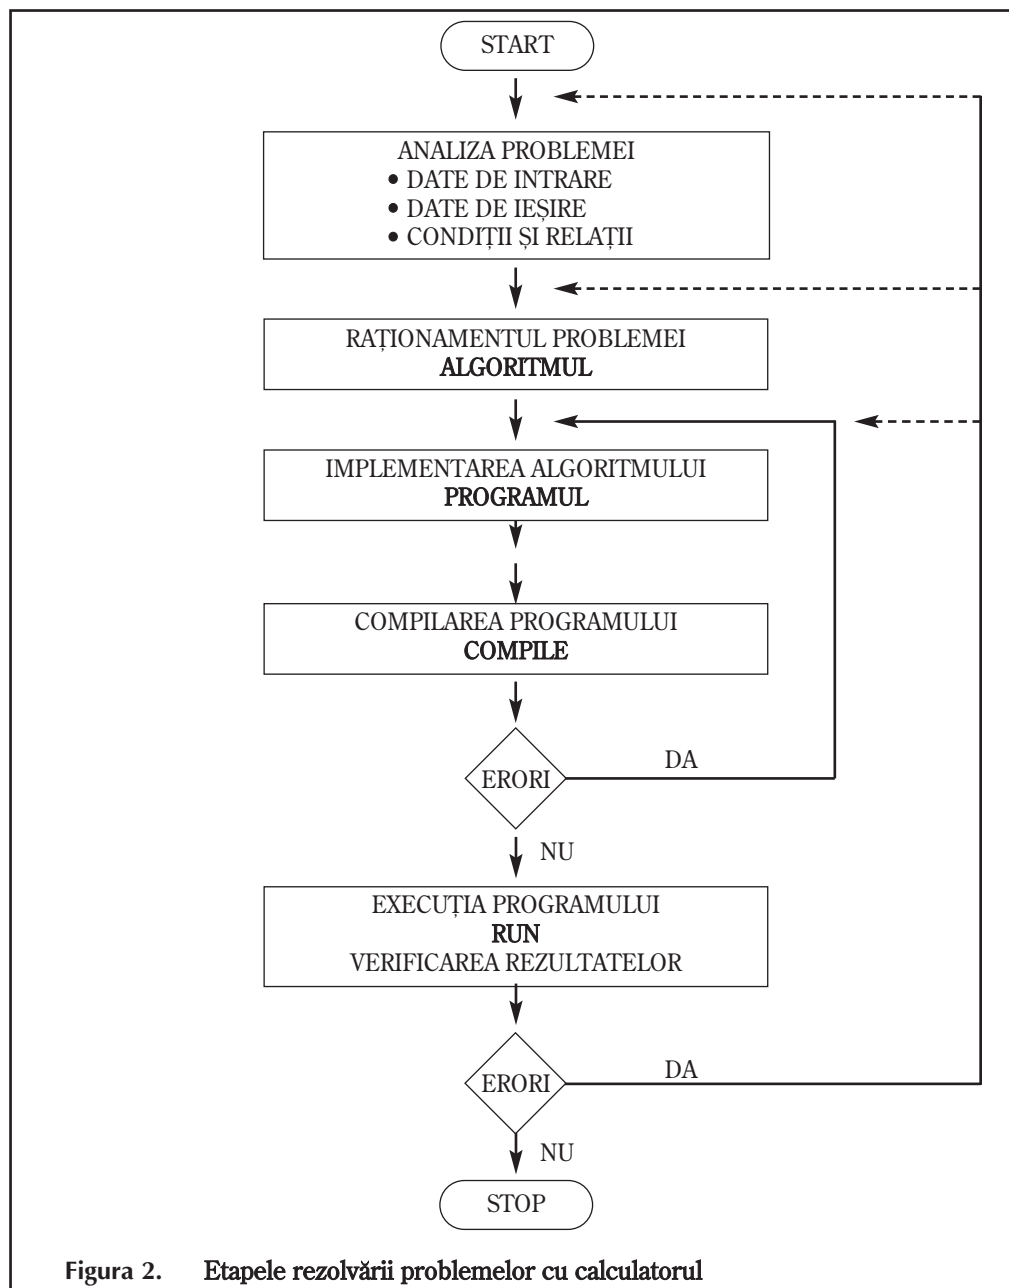 START
ANALIZA PROBLEMEI
• DATE DE INTRARE
• DATE DE IEȘIRE
• CONDIȚII ȘI RELAȚII
RAȚIONAMENTUL PROBLEMEI
ALGORITMUL
IMPLEMENTAREA ALGORITMULUI
PROGRAMUL
COMPILAREA PROGRAMULUI
COMPILE
ERORI
DA
NU
EXECUȚIA PROGRAMULUI
RUN
VERIFICAREA REZULTATELOR
ERORI
DA
NU
STOP
Figura 2. Etapele rezolvării problemelor cu calculatorul